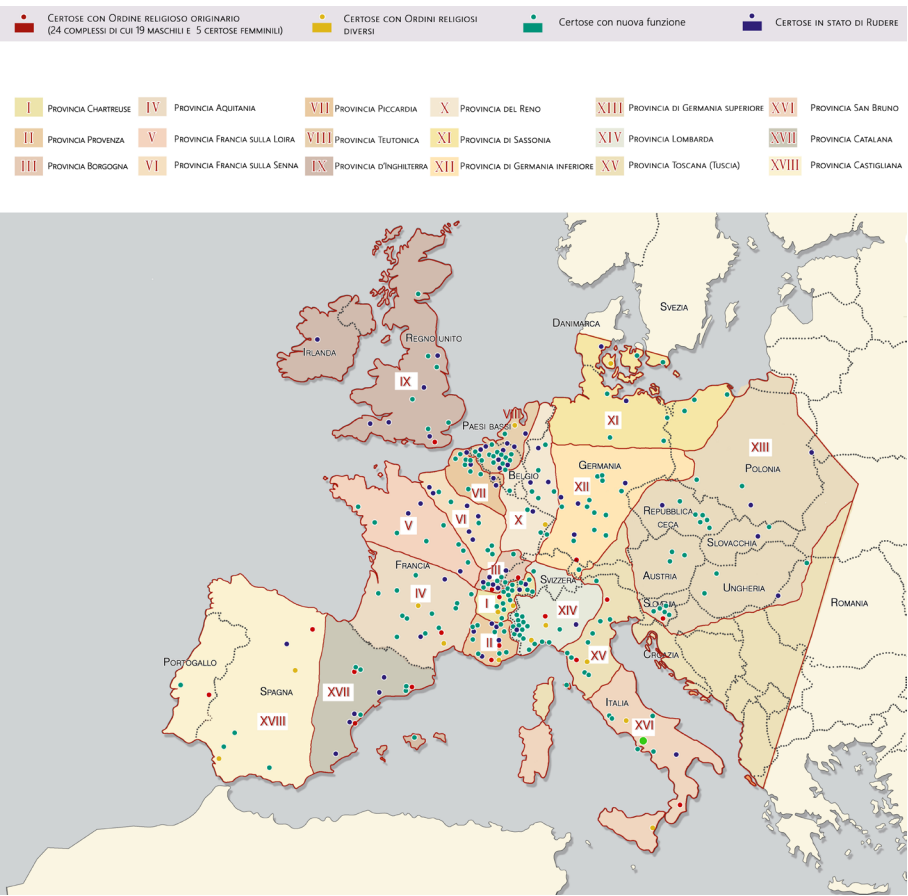 Certose con Ordine religioso originario
(24 complessi di cui 19 maschili e 5 certose femminili)
Certose con Ordini religiosi
diversi
Certose con nuova funzione
Certose in stato di Rudere
I Provincia Chartreuse
IV Provincia Aquitania
VII Provincia Piccardia
X Provincia del Reno
XIII Provincia di Germania superiore
XVI Provincia San Bruno
II Provincia Provenza
V Provincia Francia sulla Loira
VIII Provincia Teutonica
XI Provincia di Sassonia
XIV Provincia Lombarda
XVII Provincia Catalana
III Provincia Borgogna
VI Provincia Francia sulla Senna
IX Provincia d'Inghilterra
XII Provincia di Germania inferiore
XV Provincia Toscana (Tuscia)
XVIII Provincia Castigliana
Svezia
Danimarca
Regno unito
Irlanda
IX
Paesi bassi
XI
XIII
Polonia
Germania
Belgio
XII
VII
Repubblica
ceca
VI
X
V
Slovacchia
Francia
III
Svizzera
Austria
Ungheria
IV
I
XIV
Romania
II
XV
Croazia
Portogallo
Spagna
XVII
Italia
XVIII
XVI